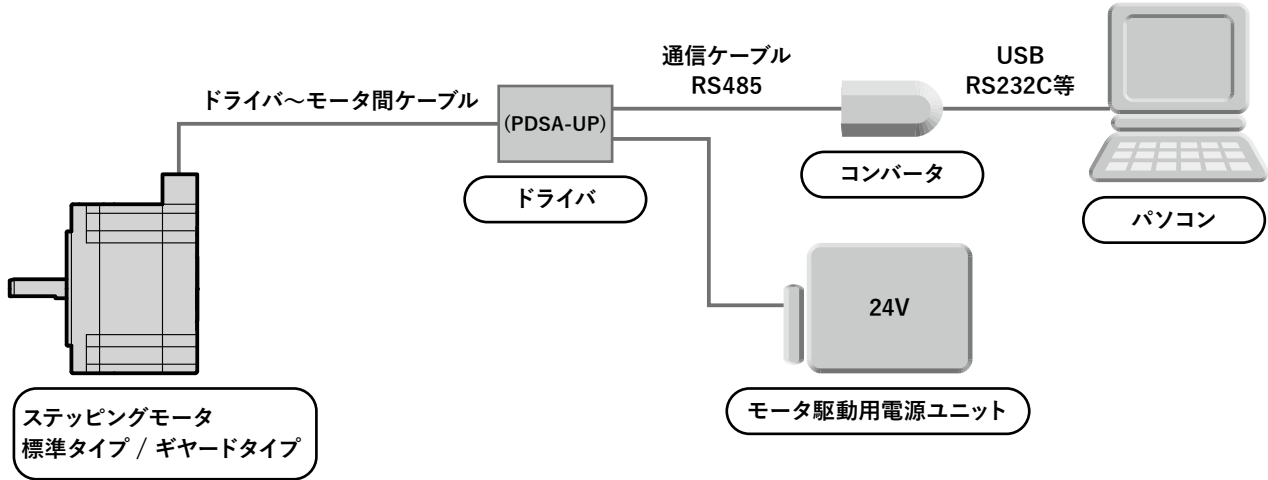 通信ケーブル
RS485
USB
RS232C等
ドライバ～モータ間ケーブル
(PDSA-UP)
コンバータ
ドライバ
パソコン
24V
モータ駆動用電源ユニット
ステッピングモータ
標準タイプ / ギヤードタイプ